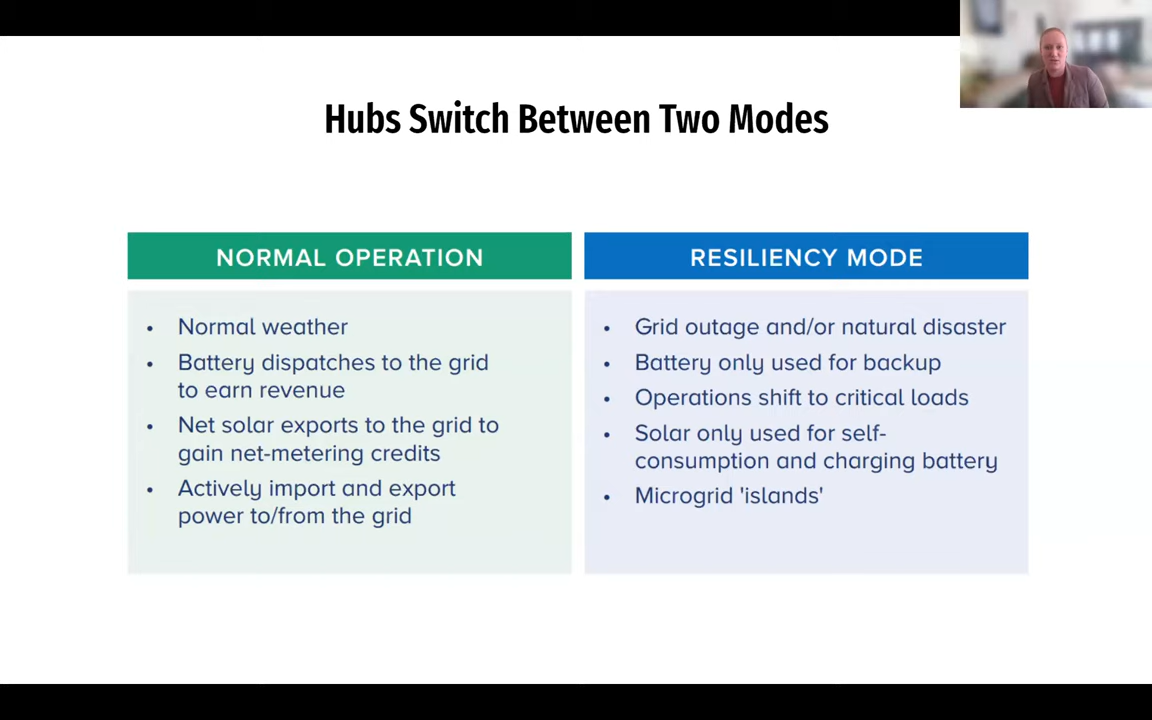 Hubs Switch Between Two Modes
NORMAL OPERATION
• Normal weather
• Battery dispatches to the grid
to earn revenue
• Net solar exports to the grid to
gain net-metering credits
• Actively import and export
power to/from the grid
RESILIENCY MODE
• Grid outage and/or natural disaster
• Battery only used for backup
• Operations shift to critical loads
• Solar only used for self-
consumption and charging battery
• Microgrid 'islands'